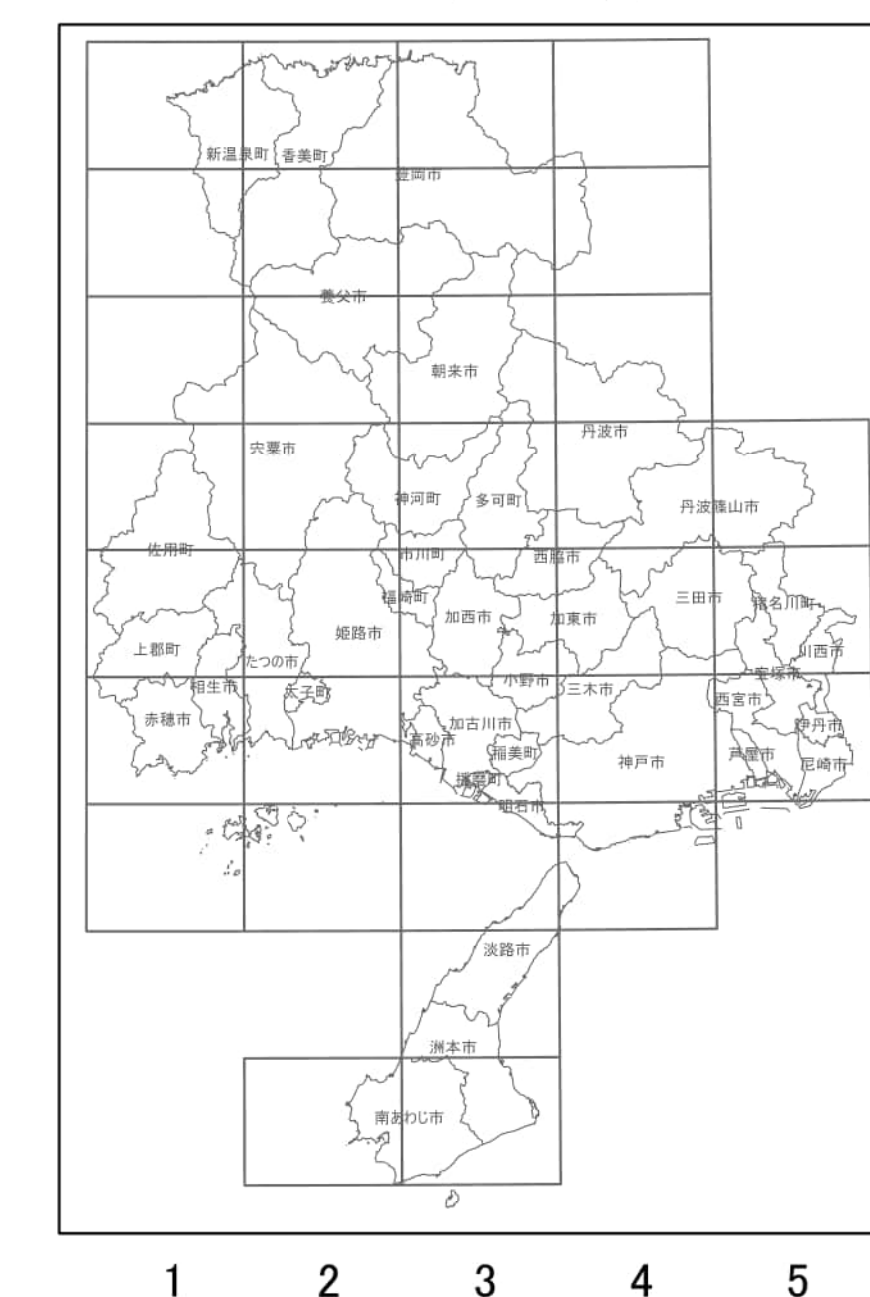 新温泉町
香美町
豊岡市
養父市
朝来市
丹波市
宍粟市
神河町
多可町
丹波篠山市
佐用町
市川町
西脇市
福崎町
加西市
加東市
三田市
猪名川町
姫路市
上郡町
たつの市
川西市
宝塚市
相生市
太子町
小野市
三木市
西宮市
赤穂市
加古川市
高砂市
伊丹市
稲美町
神戸市
芦屋市
尼崎市
播磨町
明石市
淡路市
洲本市
南あわじ市
1 2 3 4 5